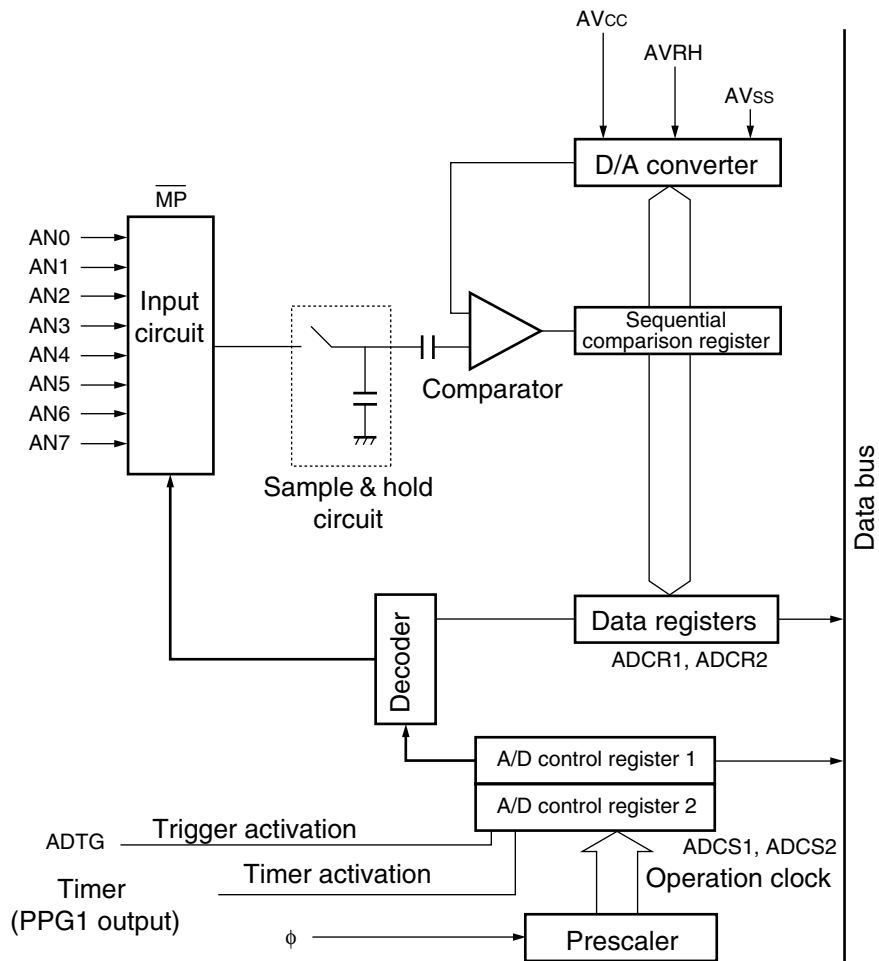 AVCC
AVRH
AVSS
D/A converter
MP
AN0
AN1
AN2
AN3
AN4
AN5
AN6
AN7
Input
circuit
Sequential
comparison register
Comparator
Sample & hold
circuit
Data bus
Decoder
Data registers
ADCR1, ADCR2
A/D control register 1
A/D control register 2
ADTG
Trigger activation
ADCS1, ADCS2
Timer activation
Operation clock
Timer
(PPG1 output)
ϕ
Prescaler